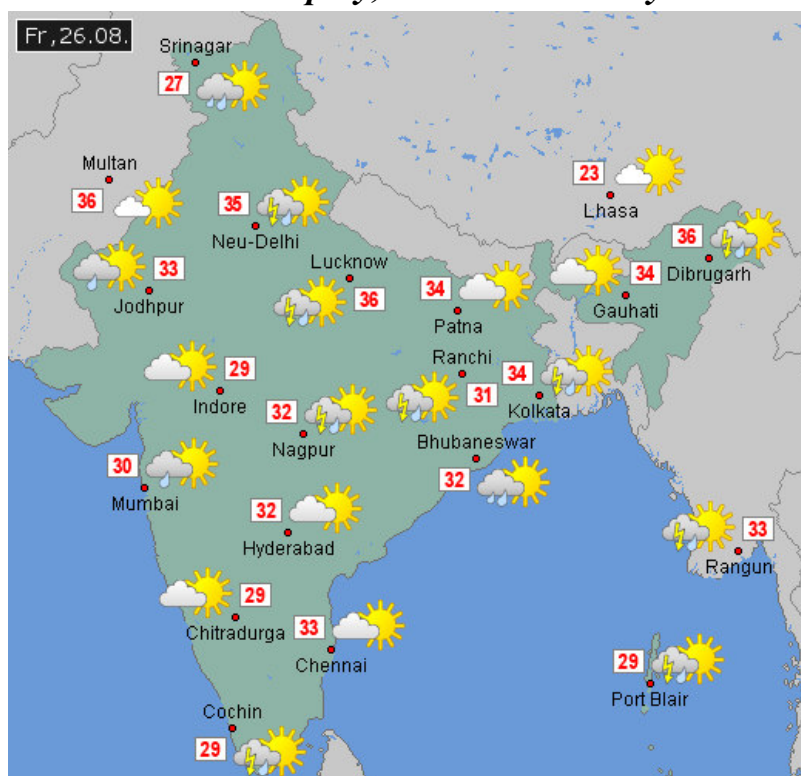 Fr,26.08.
Srinagar
27
Multan
36
35
Neu-Delhi
23
Lhasa
36
Dibrugarh
33
Jodhpur
Lucknow
36
34
Patna
34
Gauhati
29
Indore
Ranchi
31
34
Kolkata
32
Nagpur
Bhubaneswar
32
30
Mumbai
32
Hyderabad
33
Rangun
29
Chitradurga
33
Chennai
29
Port Blair
Cochin
29